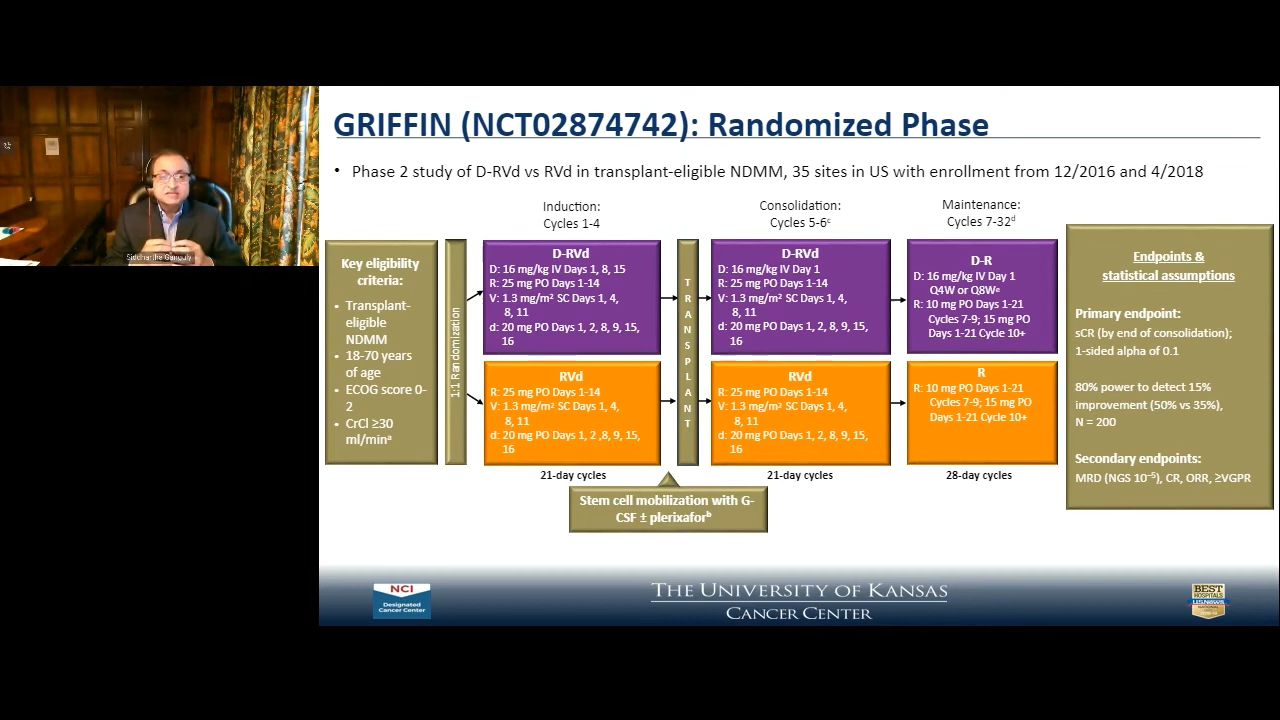 GRIFFIN (NCT02874742): Randomized Phase
• Phase 2 study of D-RVd vs RVd in transplant-eligible NDMM, 35 sites in US with enrollment from 12/2016 and 4/2018
Induction:
Cycles 1-4
Consolidation:
Cycles 5-6ᶜ
Maintenance:
Cycles 7-32ᵈ
Key eligibility
criteria:
• Transplant-
eligible
NDMM
• 18-70 years
of age
• ECOG score 0-
2
• CrCl ≥30
ml/minᵃ
1:1 Randomization
D-RVd
D: 16 mg/kg IV Days 1, 8, 15
R: 25 mg PO Days 1-14
V: 1.3 mg/m² SC Days 1, 4,
8, 11
d: 20 mg PO Days 1, 2, 8, 9, 15,
16
RVd
R: 25 mg PO Days 1-14
V: 1.3 mg/m² SC Days 1, 4,
8, 11
d: 20 mg PO Days 1, 2 ,8, 9, 15,
16
21-day cycles
TRANSPLANT
D-RVd
D: 16 mg/kg IV Day 1
R: 25 mg PO Days 1-14
V: 1.3 mg/m² SC Days 1, 4,
8, 11
d: 20 mg PO Days 1, 2, 8, 9, 15,
16
RVd
R: 25 mg PO Days 1-14
V: 1.3 mg/m² SC Days 1, 4,
8, 11
d: 20 mg PO Days 1, 2, 8, 9, 15,
16
21-day cycles
D-R
D: 16 mg/kg IV Day 1
Q4W or Q8Wᵉ
R: 10 mg PO Days 1-21
Cycles 7-9; 15 mg PO
Days 1-21 Cycle 10+
R
R: 10 mg PO Days 1-21
Cycles 7-9; 15 mg PO
Days 1-21 Cycle 10+
28-day cycles
Endpoints &
statistical assumptions
Primary endpoint:
sCR (by end of consolidation);
1-sided alpha of 0.1
80% power to detect 15%
improvement (50% vs 35%),
N = 200
Secondary endpoints:
MRD (NGS 10⁻⁵), CR, ORR, ≥VGPR
Stem cell mobilization with G-
CSF ± plerixaforᵇ
Siddhartha Ganguly
NCI
Designated
Cancer Center
THE UNIVERSITY OF KANSAS
CANCER CENTER
BEST
HOSPITALS
U.S.NEWS